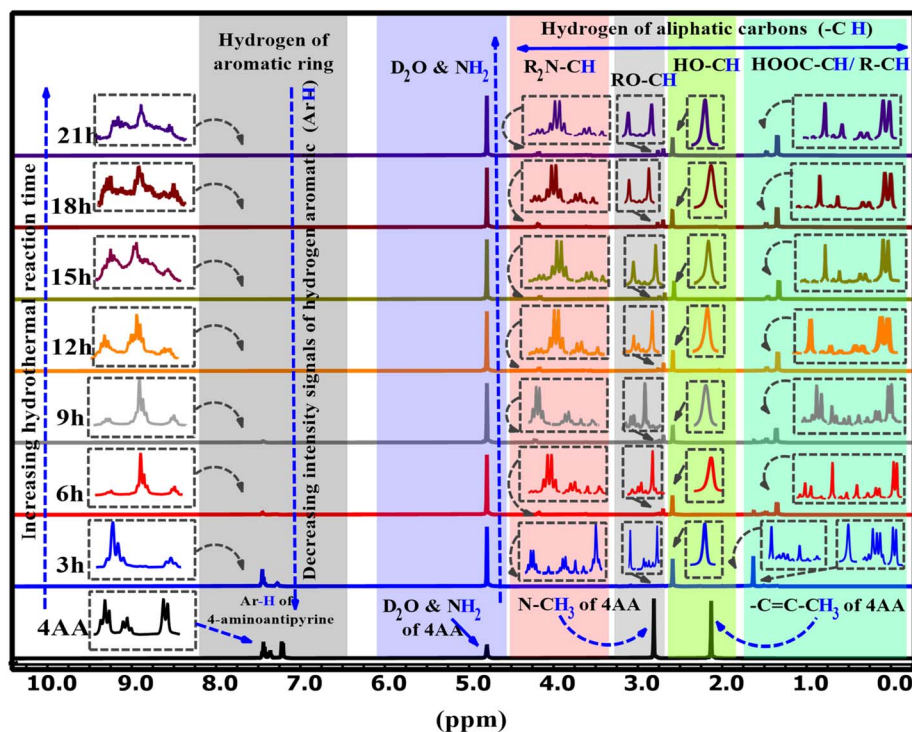 Hydrogen of aliphatic carbons (-C H)
Hydrogen of
aromatic ring
D2O & NH2
R2N-CH
RO-CH
HO-CH
HOOC-CH/ R-CH
Increasing hydrothermal reaction time
Decreasing intensity signals of hydrogen aromatic (ArH)
21h
18h
15h
12h
9h
6h
3h
4AA
Ar-H of
4-aminoantipyrine
D2O & NH2
of 4AA
N-CH3 of 4AA
-C=C-CH3 of 4AA
10.0 9.0 8.0 7.0 6.0 5.0 4.0 3.0 2.0 1.0 0.0
(ppm)